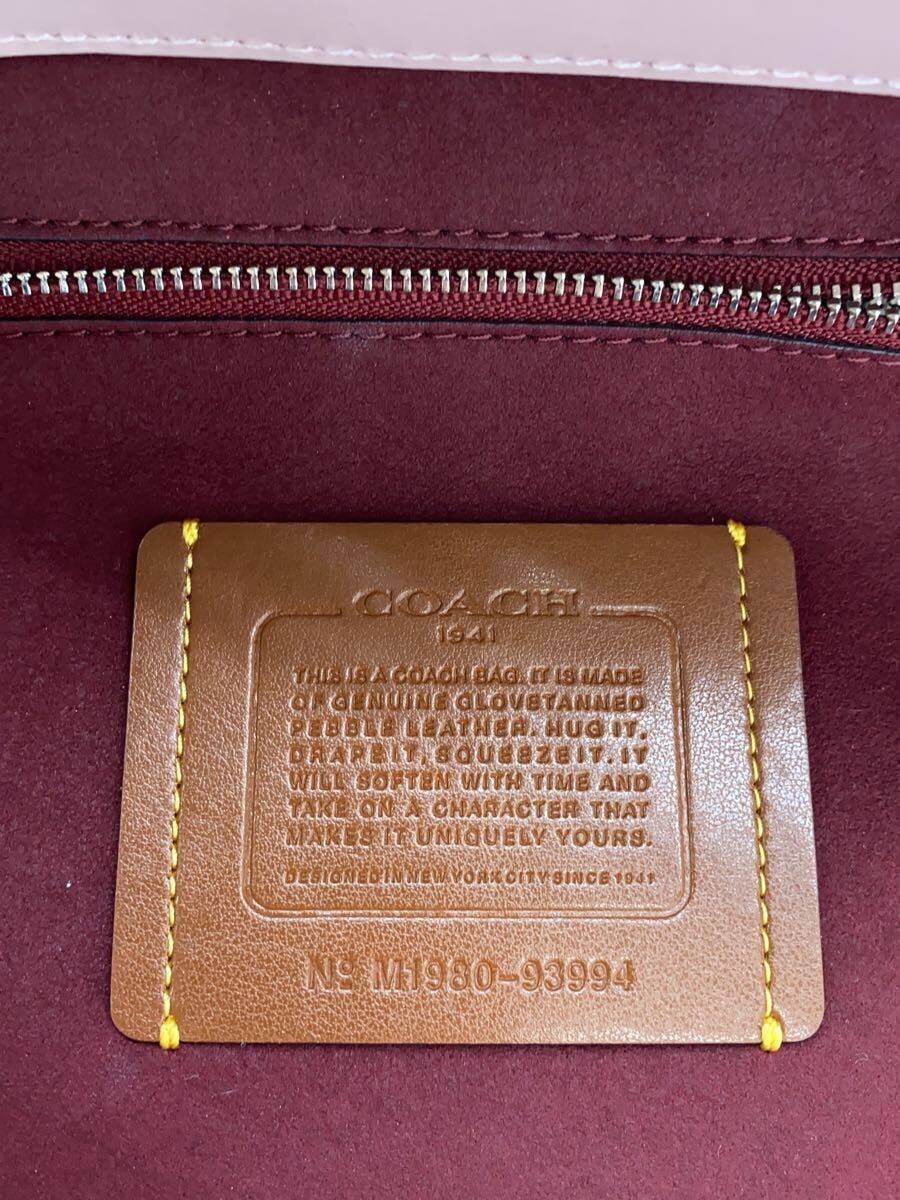 COACH
1941
THIS IS A COACH BAG. IT IS MADE
OF GENUINE GLOVETANNED
PEBBLE LEATHER. HUG IT,
DRAPE IT, SQUEEZE IT. IT
WILL SOFTEN WITH TIME AND
TAKE ON A CHARACTER THAT
MAKES IT UNIQUELY YOURS.
DESIGNED IN NEW YORK CITY SINCE 1941
Nº M1980-93994